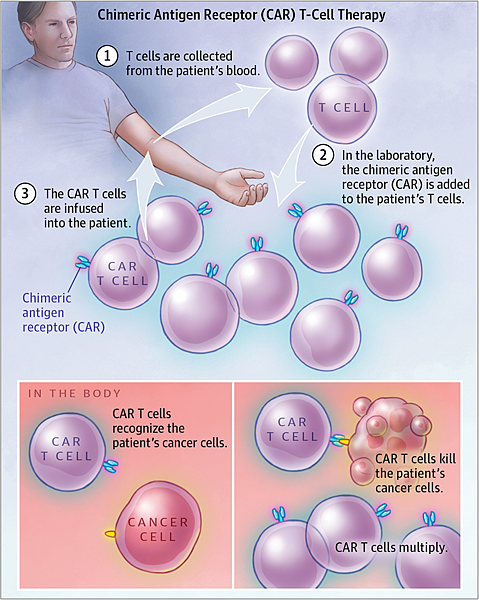 Chimeric Antigen Receptor (CAR) T-Cell Therapy
1 T cells are collected
from the patient's blood.
T CELL
2 In the laboratory,
the chimeric antigen
receptor (CAR) is added
to the patient's T cells.
3 The CAR T cells
are infused
into the patient.
CAR
T CELL
Chimeric
antigen
receptor (CAR)
IN THE BODY
CAR T cells
recognize the
patient's cancer cells.
CAR
T CELL
CANCER
CELL
CAR
T CELL
CAR T cells kill
the patient's
cancer cells.
CAR T cells multiply.